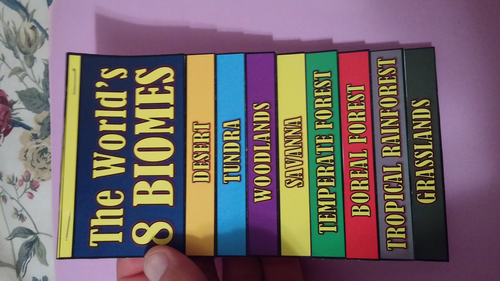 The World's
8 BIOMES
DESERT
TUNDRA
WOODLANDS
SAVANNA
TEMPERATE FOREST
BOREAL FOREST
TROPICAL RAINFOREST
GRASSLANDS